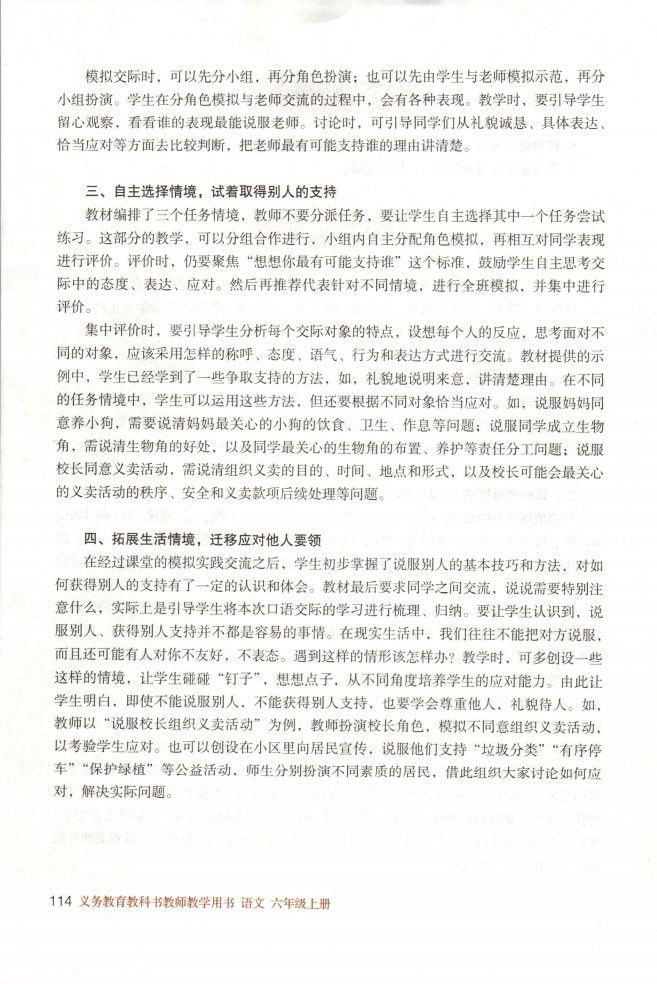 模拟交际时，可以先分小组，再分角色扮演；也可以先由学生与老师模拟示范，再分
小组扮演。学生在分角色模拟与老师交流的过程中，会有各种表现。教学时，要引导学生
留心观察，看看谁的表现最能说服老师。讨论时，可引导同学们从礼貌诚恳、具体表达、
恰当应对等方面去比较判断，把老师最有可能支持谁的理由讲清楚。
三、自主选择情境，试着取得别人的支持
教材编排了三个任务情境，教师不要分派任务，要让学生自主选择其中一个任务尝试
练习。这部分的教学，可以分组合作进行，小组内自主分配角色模拟，再相互对同学表现
进行评价。评价时，仍要聚焦“想想你最有可能支持谁”这个标准，鼓励学生自主思考交
际中的态度、表达、应对。然后再推荐代表针对不同情境，进行全班模拟，并集中进行
评价。
集中评价时，要引导学生分析每个交际对象的特点，设想每个人的反应，思考面对不
同的对象，应该采用怎样的称呼、态度、语气、行为和表达方式进行交流。教材提供的示
例中，学生已经学到了一些争取支持的方法，如，礼貌地说明来意，讲清楚理由。在不同
的任务情境中，学生可以运用这些方法，但还要根据不同对象恰当应对。如，说服妈妈同
意养小狗，需要说清妈妈最关心的小狗的饮食、卫生、作息等问题；说服同学成立生物
角，需说清生物角的好处，以及同学最关心的生物角的布置、养护等责任分工问题；说服
校长同意义卖活动，需说清组织义卖的目的、时间、地点和形式，以及校长可能会最关心
的义卖活动的秩序、安全和义卖款项后续处理等问题。
四、拓展生活情境，迁移应对他人要领
在经过课堂的模拟实践交流之后，学生初步掌握了说服别人的基本技巧和方法，对如
何获得别人的支持有了一定的认识和体会。教材最后要求同学之间交流，说说需要特别注
意什么，实际上是引导学生将本次口语交际的学习进行梳理、归纳。要让学生认识到，说
服别人、获得别人支持并不都是容易的事情。在现实生活中，我们往往不能把对方说服，
而且还可能有人对你不友好，不表态。遇到这样的情形该怎样办？教学时，可多创设一些
这样的情境，让学生碰碰“钉子”，想想点子，从不同角度培养学生的应对能力。由此让
学生明白，即使不能说服别人，不能获得别人支持，也要学会尊重他人，礼貌待人。如，
教师以“说服校长组织义卖活动”为例，教师扮演校长角色，模拟不同意组织义卖活动，
以考验学生应对。也可以创设在小区里向居民宣传，说服他们支持“垃圾分类”“有序停
车”“保护绿植”等公益活动，师生分别扮演不同素质的居民，借此组织大家讨论如何应
对，解决实际问题。
114 义务教育教科书教师教学用书 语文 六年级上册